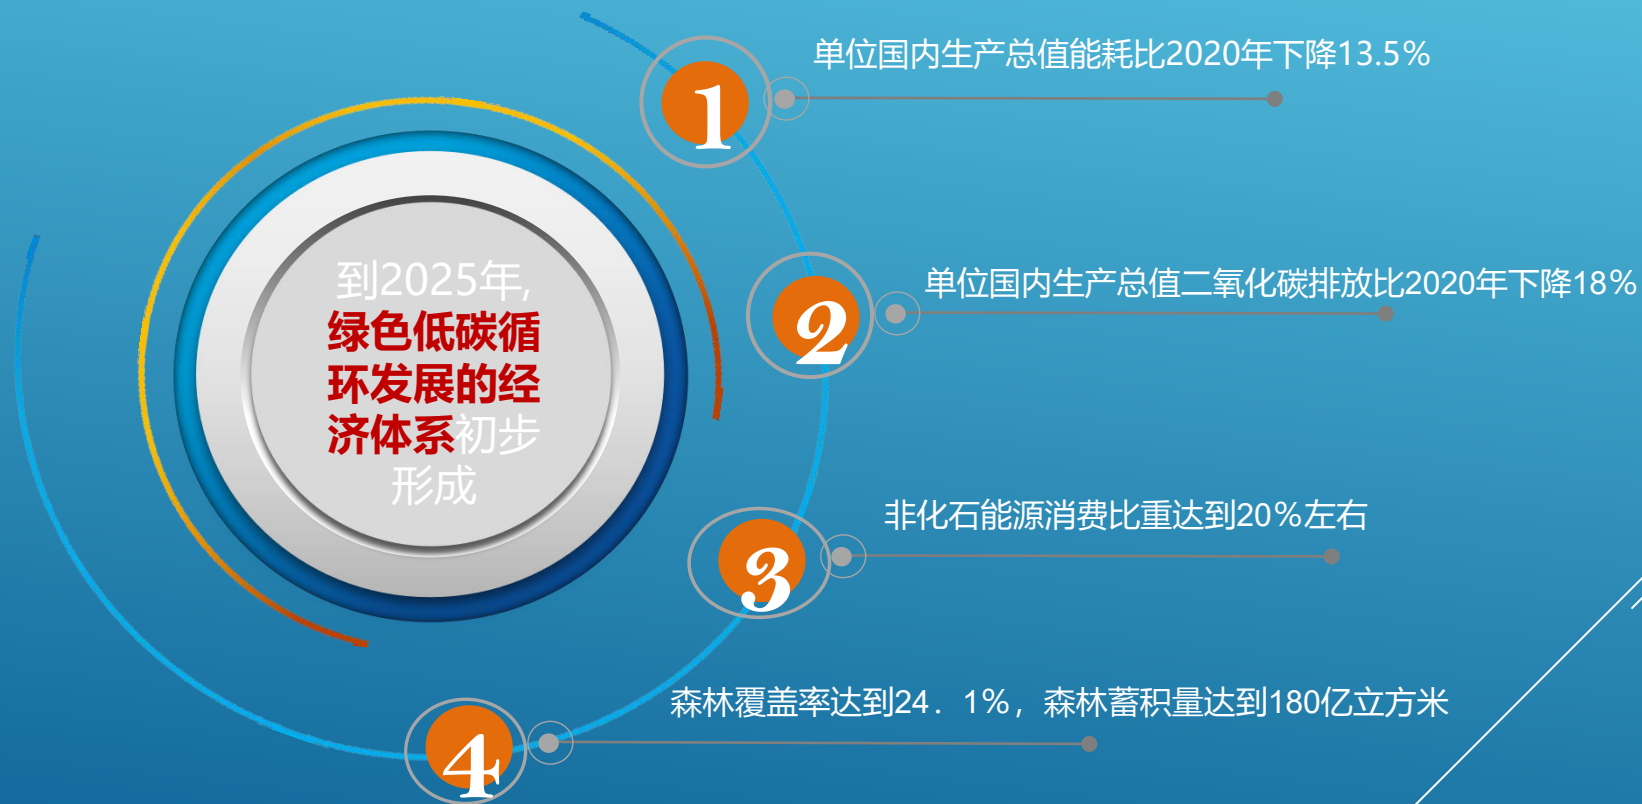 到2025年,
绿色低碳循
环发展的经
济体系初步
形成
1
单位国内生产总值能耗比2020年下降13.5%
2
单位国内生产总值二氧化碳排放比2020年下降18%
3
非化石能源消费比重达到20%左右
4
森林覆盖率达到24．1%，森林蓄积量达到180亿立方米